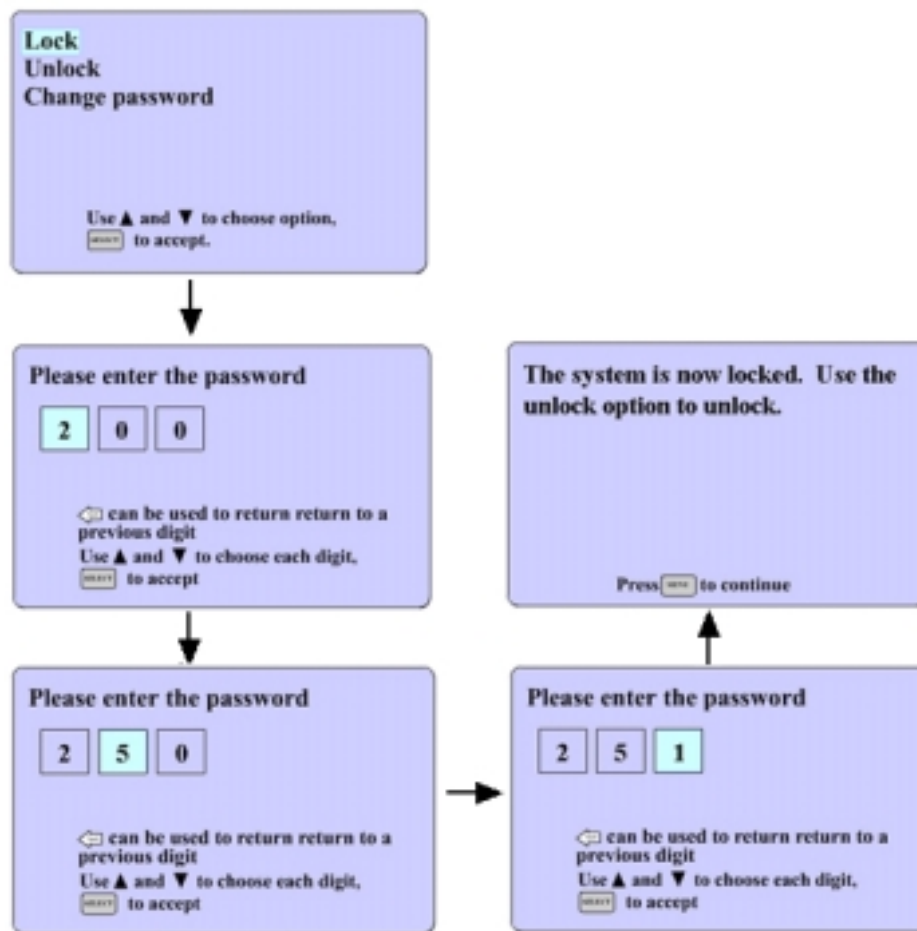 Lock
Unlock
Change password
Use ▲ and ▼ to choose option,
SELECT to accept.
Please enter the password
2 0 0
can be used to return return to a
previous digit
Use ▲ and ▼ to choose each digit,
SELECT to accept
Please enter the password
2 5 0
can be used to return return to a
previous digit
Use ▲ and ▼ to choose each digit,
SELECT to accept
Please enter the password
2 5 1
can be used to return return to a
previous digit
Use ▲ and ▼ to choose each digit,
SELECT to accept
The system is now locked. Use the
unlock option to unlock.
Press MENU to continue